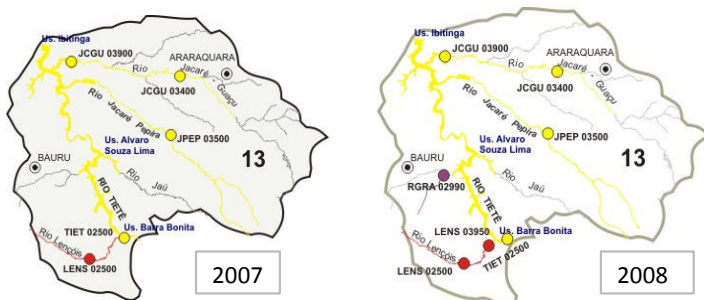 Us. Ibitinga
JCGU 03900
ARARAQUARA
Rio
Jacaré - Guaçu
JCGU 03400
Rio Jacaré Pepira
JPEP 03500
Us. Alvaro
Souza Lima
13
BAURU
RIO TIETÊ
Rio Jaú
TIET 02500
Us. Barra Bonita
Rio Lençóis
LENS 02500
2007
Us. Ibitinga
JCGU 03900
ARARAQUARA
Rio
Jacaré - Guaçu
JCGU 03400
Rio Jacaré Pepira
JPEP 03500
Us. Alvaro
Souza Lima
13
BAURU
RGRA 02990
RIO TIETÊ
Rio Jaú
LENS 03950
Us. Barra Bonita
TIET 02500
Rio Lençóis
LENS 02500
2008